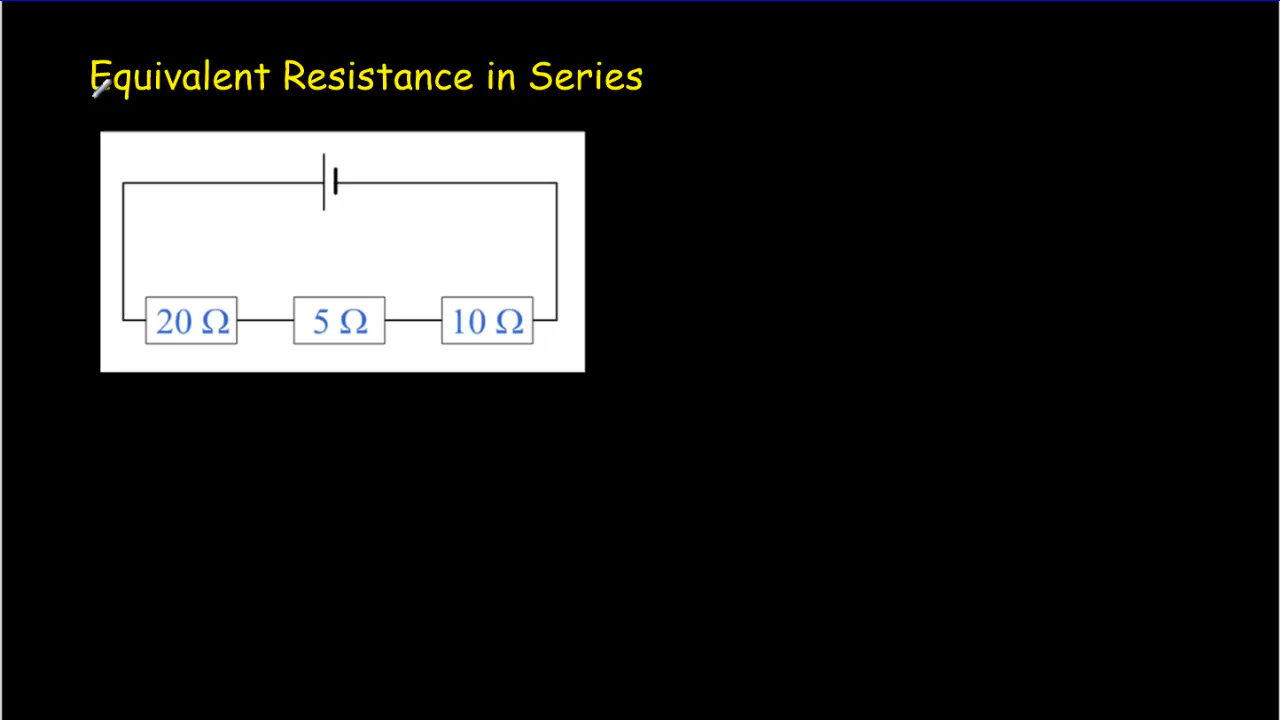 Equivalent Resistance in Series
20 Ω 5 Ω 10 Ω